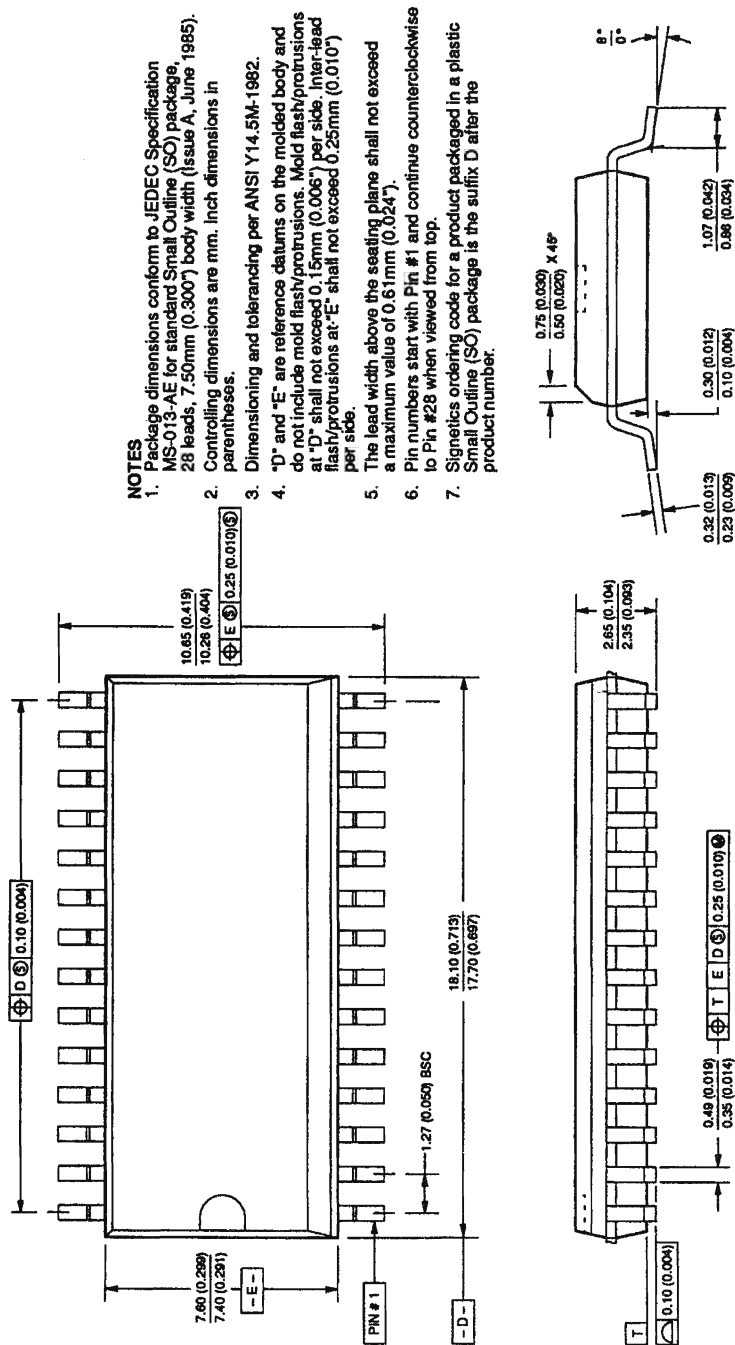 NOTES
1. Package dimensions conform to JEDEC Specification
MS-013-AE for standard Small Outline (SO) package,
28 leads, 7.50mm (0.300") body width (Issue A, June 1985).
2. Controlling dimensions are mm. Inch dimensions in
parentheses.
3. Dimensioning and tolerancing per ANSI Y14.5M-1982.
4. "D" and "E" are reference datums on the molded body and
do not include mold flash/protrusions. Mold flash/protrusions
at "D" shall not exceed 0.15mm (0.006") per side. Inter-lead
flash/protrusions at "E" shall not exceed 0.25mm (0.010")
per side.
5. The lead width above the seating plane shall not exceed
a maximum value of 0.61mm (0.024").
6. Pin numbers start with Pin #1 and continue counterclockwise
to Pin #28 when viewed from top.
7. Signetics ordering code for a product packaged in a plastic
Small Outline (SO) package is the suffix D after the
product number.
⌖ D Ⓢ 0.10 (0.004)
10.65 (0.419)
10.26 (0.404)
⌖ E Ⓢ 0.25 (0.010) Ⓢ
7.60 (0.299)
7.40 (0.291)
- E -
PIN # 1
1.27 (0.050) BSC
18.10 (0.713)
17.70 (0.697)
- D -
2.65 (0.104)
2.35 (0.093)
0.49 (0.019)
0.35 (0.014)
⌖ T E D Ⓢ 0.25 (0.010) Ⓜ
T
0.10 (0.004)
0.75 (0.030)
0.50 (0.020)
X 45°
8°
0°
0.32 (0.013)
0.23 (0.009)
0.30 (0.012)
0.10 (0.004)
1.07 (0.042)
0.86 (0.034)